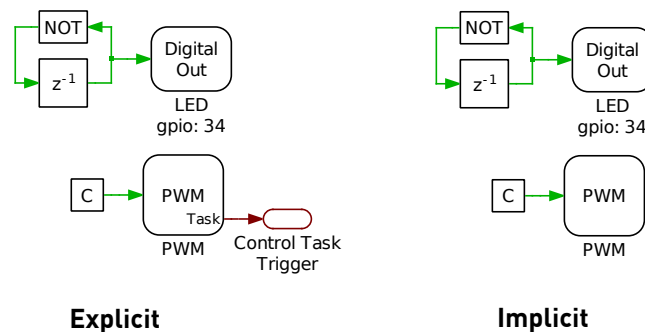 NOT
Digital
Out
z⁻¹
LED
gpio: 34
C
PWM
Task
PWM
Control Task
Trigger
Explicit
NOT
Digital
Out
z⁻¹
LED
gpio: 34
C
PWM
PWM
Implicit